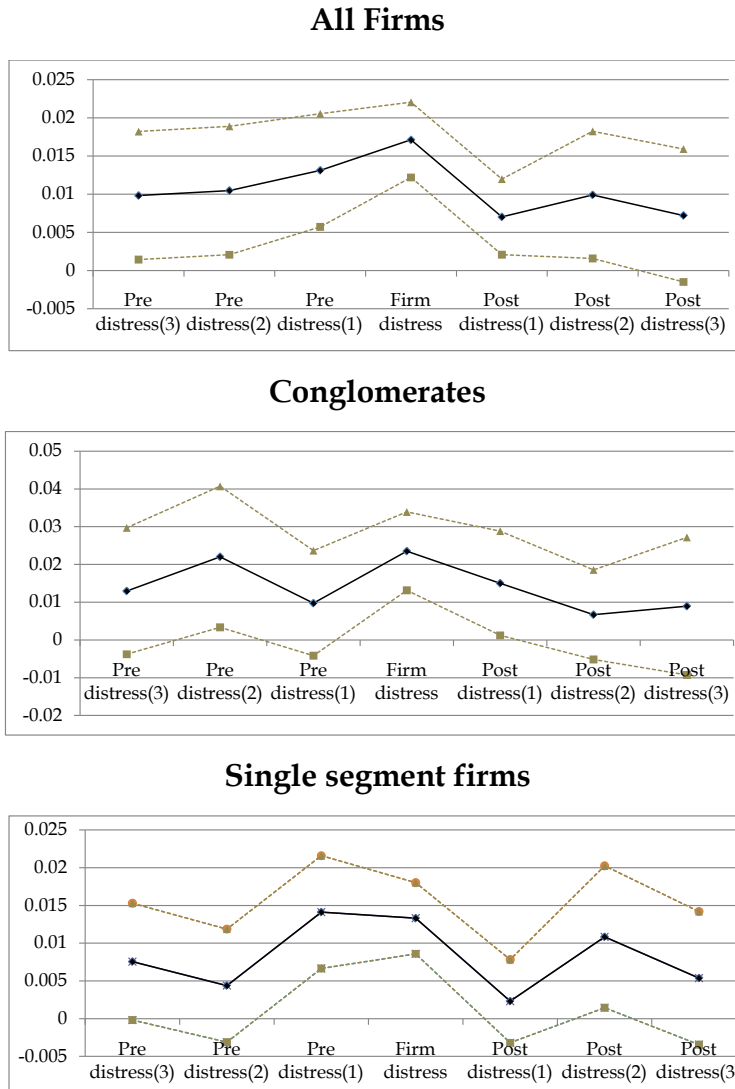 All Firms
0.025
0.02
0.015
0.01
0.005
0
-0.005
Pre Pre Pre Firm Post Post Post
distress(3) distress(2) distress(1) distress distress(1) distress(2) distress(3)
Conglomerates
0.05
0.04
0.03
0.02
0.01
0
-0.01
-0.02
Pre Pre Pre Firm Post Post Post
distress(3) distress(2) distress(1) distress distress(1) distress(2) distress(3)
Single segment firms
0.025
0.02
0.015
0.01
0.005
0
-0.005
Pre Pre Pre Firm Post Post Post
distress(3) distress(2) distress(1) distress distress(1) distress(2) distress(3